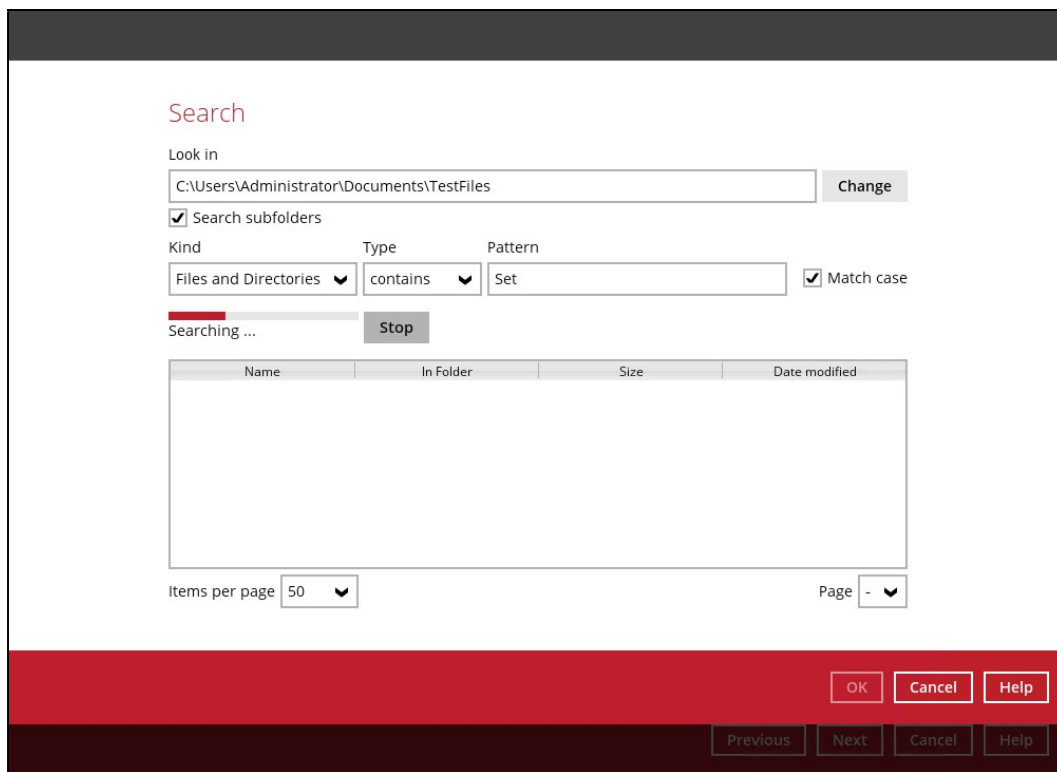 Search
Look in
C:\Users\Administrator\Documents\TestFiles Change
Search subfolders
Kind Type Pattern
Files and Directories contains Set Match case
Searching ... Stop
Name In Folder Size Date modified
Items per page 50 Page -
OK Cancel Help
Previous Next Cancel Help